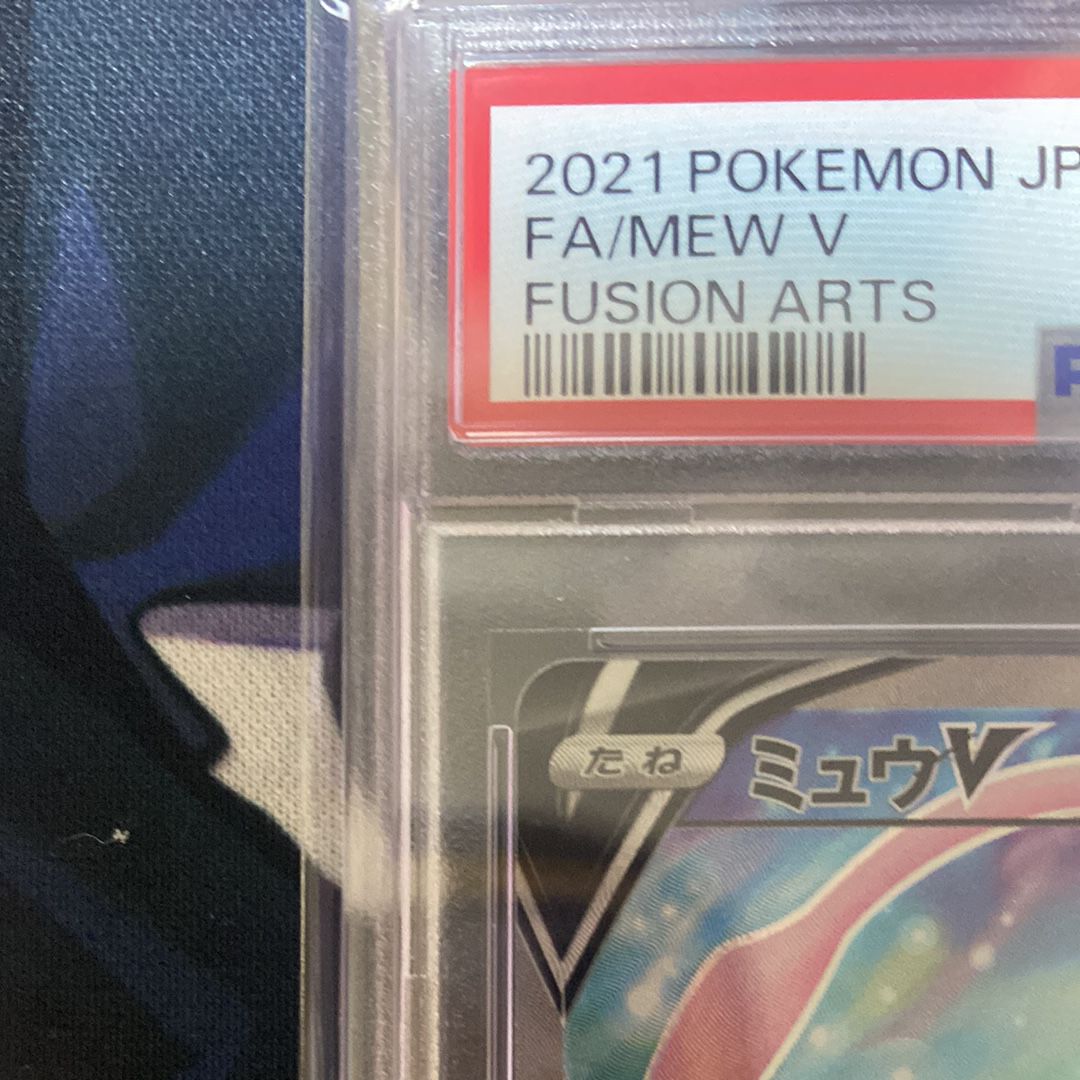 2021 POKEMON JP
FA/MEW V
FUSION ARTS
P
たね ミュウV